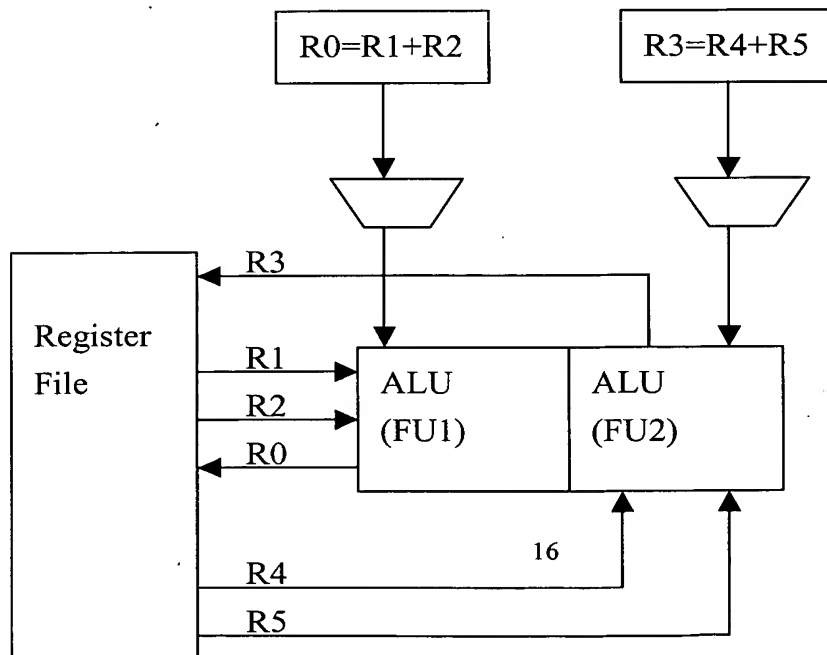 R0=R1+R2
R3=R4+R5
R3
Register
File
R1
R2
R0
ALU
(FU1)
ALU
(FU2)
16
R4
R5